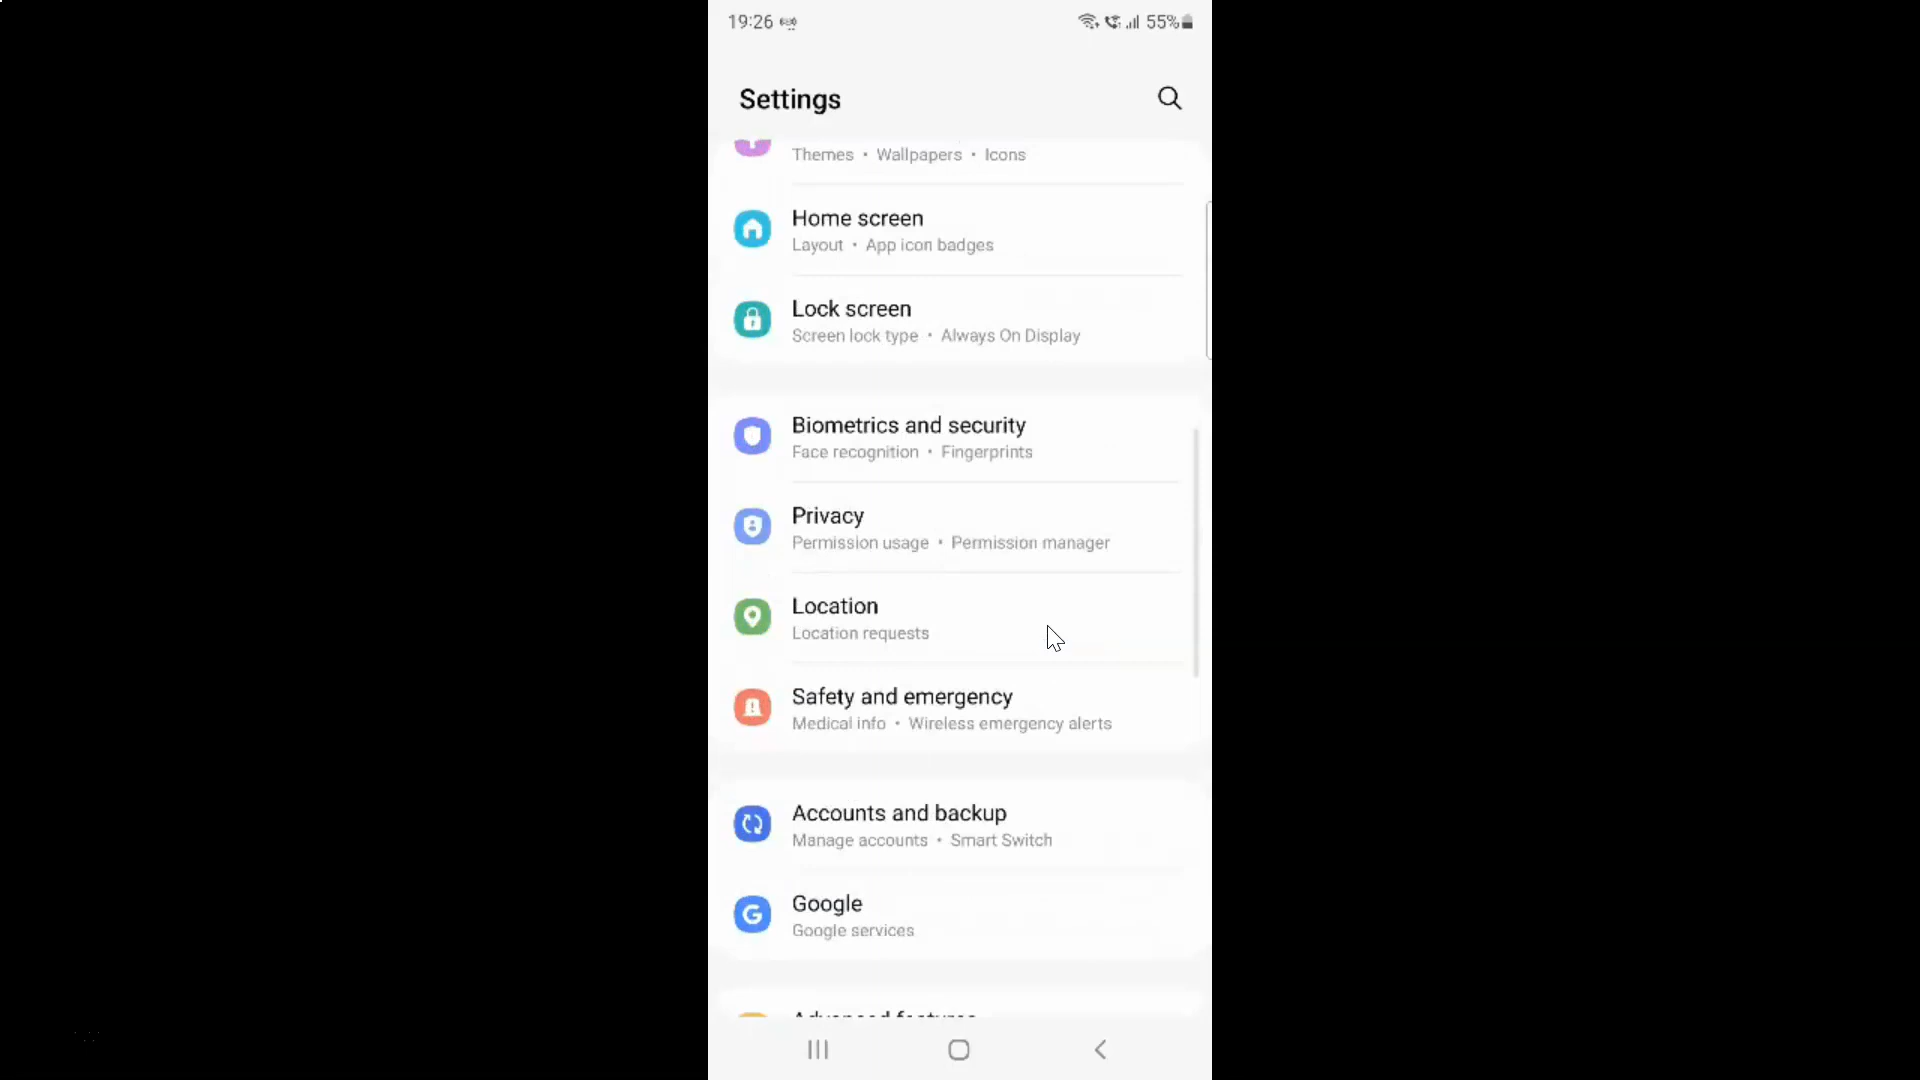 19:26
55%
Settings
Themes • Wallpapers • Icons
Home screen
Layout • App icon badges
Lock screen
Screen lock type • Always On Display
Biometrics and security
Face recognition • Fingerprints
Privacy
Permission usage • Permission manager
Location
Location requests
Safety and emergency
Medical info • Wireless emergency alerts
Accounts and backup
Manage accounts • Smart Switch
Google
Google services
Advanced features